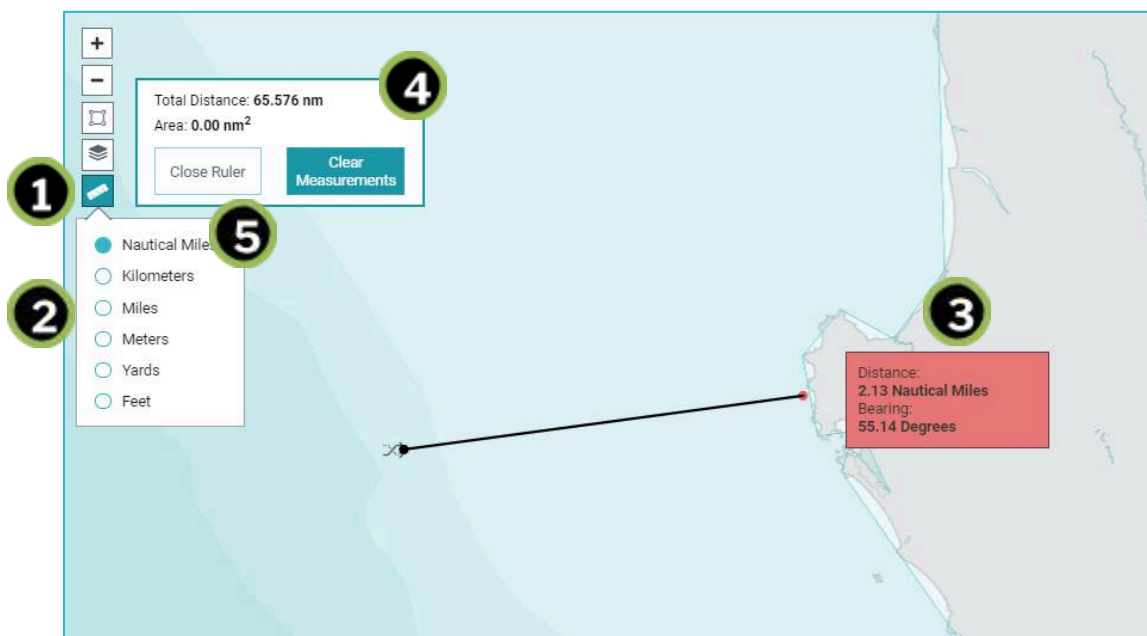 +
−
4
Total Distance: 65.576 nm
Area: 0.00 nm²
Close Ruler
Clear
Measurements
1
5
Nautical Miles
Kilometers
2
Miles
Meters
Yards
Feet
3
Distance:
2.13 Nautical Miles
Bearing:
55.14 Degrees